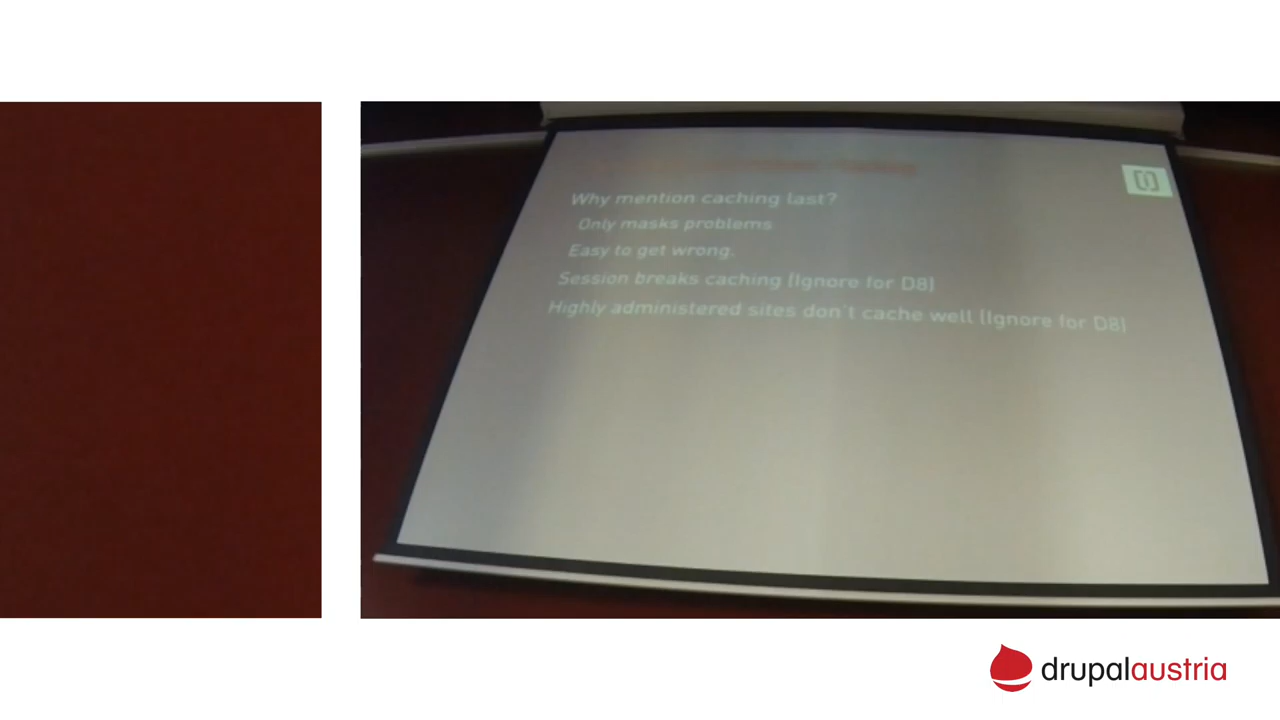 Why mention caching last?
Only masks problems
Easy to get wrong.
Session breaks caching [Ignore for D8]
Highly administered sites don't cache well [Ignore for D8]
drupalaustria